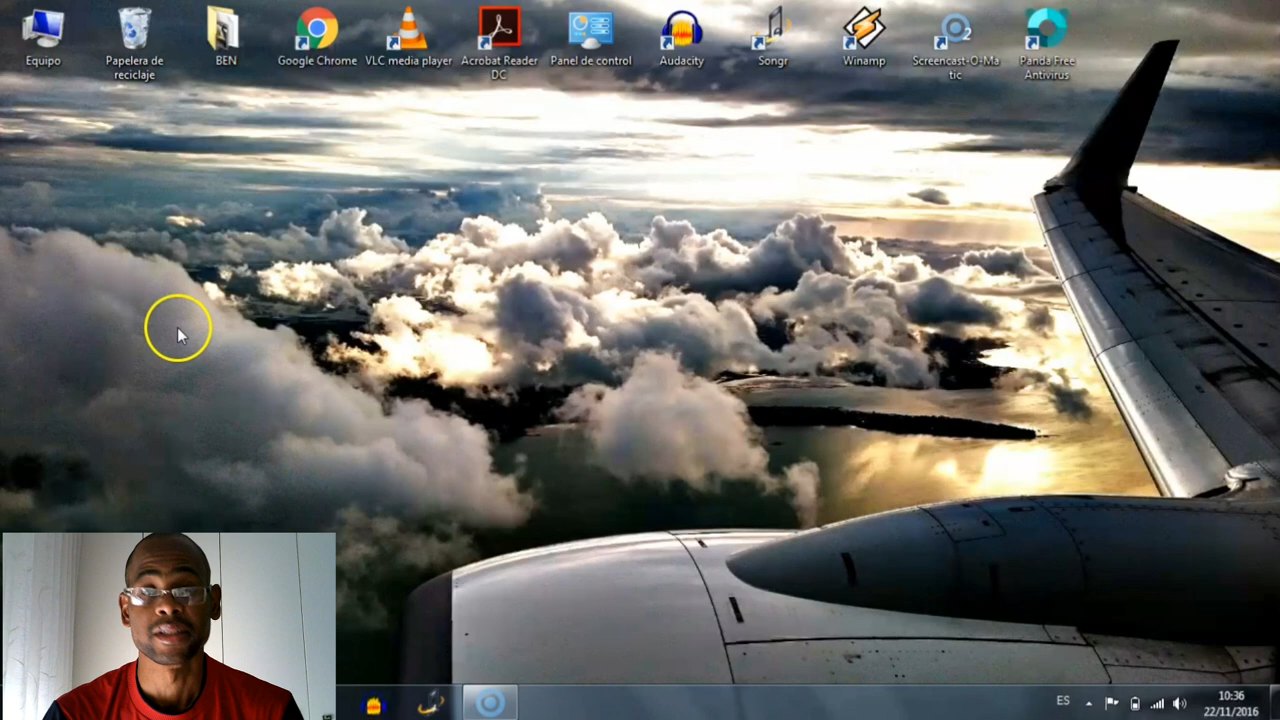 Equipo
Papelera de
reciclaje
BEN
Google Chrome
VLC media player
Acrobat Reader
DC
Panel de control
Audacity
Songr
Winamp
2
Screencast-O-Ma
tic
Panda Free
Antivirus
ES
10:36
22/11/2016